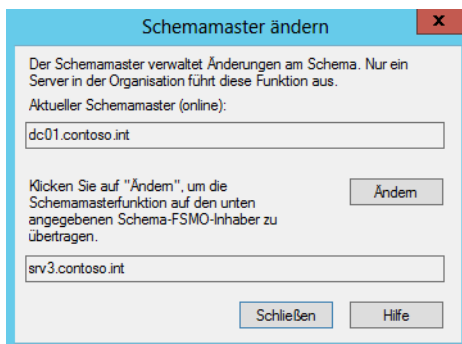 Schemamaster ändern
x
Der Schemamaster verwaltet Änderungen am Schema. Nur ein
Server in der Organisation führt diese Funktion aus.
Aktueller Schemamaster (online):
dc01.contoso.int
Klicken Sie auf "Ändern", um die
Schemamasterfunktion auf den unten
angegebenen Schema-FSMO-Inhaber zu
übertragen.
Ändern
srv3.contoso.int
Schließen
Hilfe